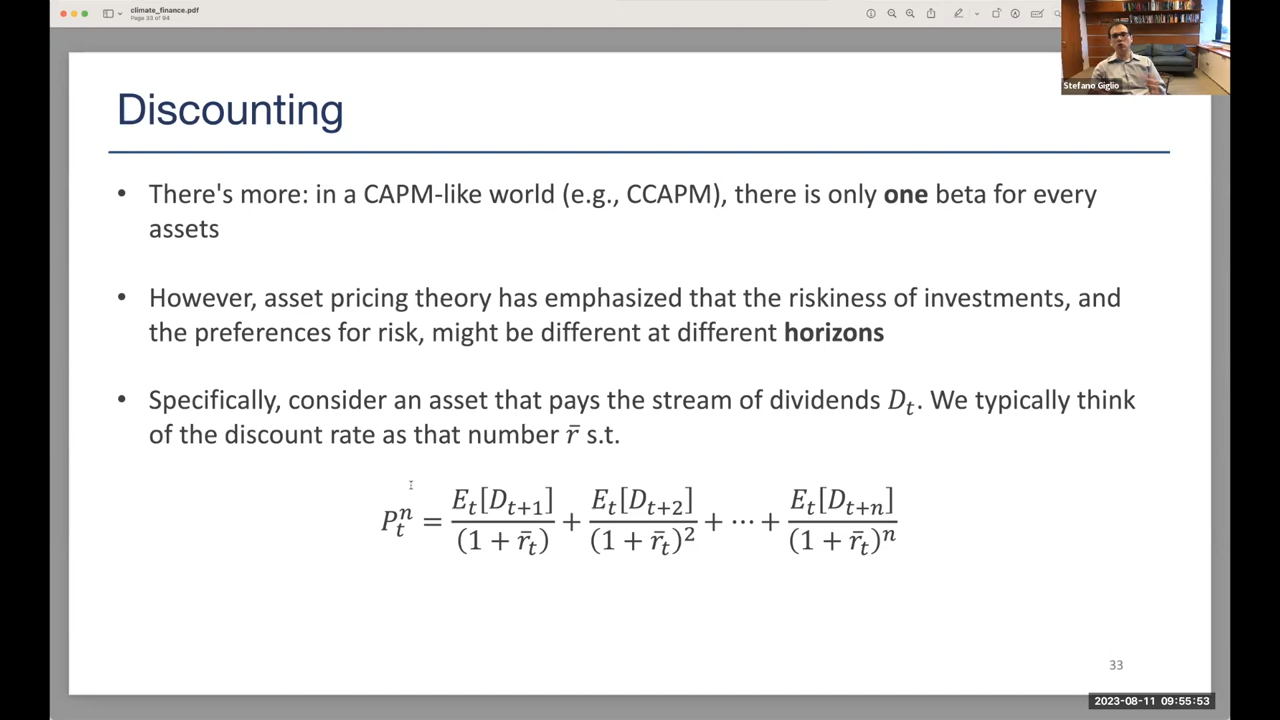 climate_finance.pdf
Page 33 of 94
Stefano Giglio
Discounting
• There's more: in a CAPM-like world (e.g., CCAPM), there is only one beta for every
assets
• However, asset pricing theory has emphasized that the riskiness of investments, and
the preferences for risk, might be different at different horizons
• Specifically, consider an asset that pays the stream of dividends D_t. We typically think
of the discount rate as that number r̄ s.t.
P_t^n = E_t[D_{t+1}]/(1 + r̄_t) + E_t[D_{t+2}]/(1 + r̄_t)^2 + ⋯ + E_t[D_{t+n}]/(1 + r̄_t)^n
33
2023-08-11 09:55:53